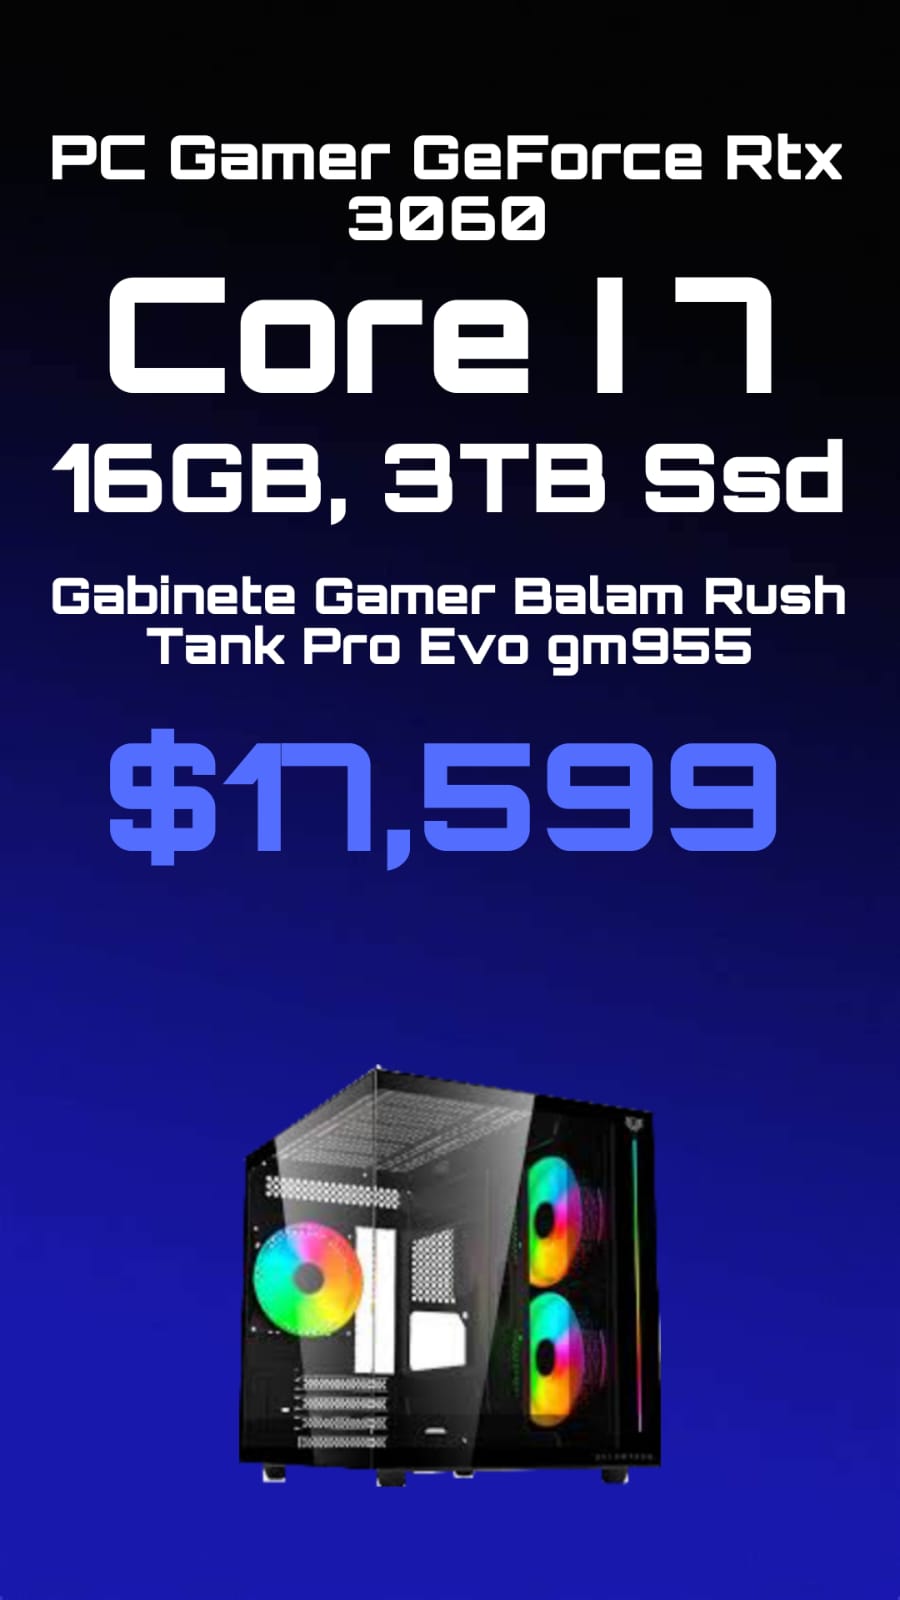 PC Gamer GeForce Rtx
3060
Core I 7
16GB, 3TB Ssd
Gabinete Gamer Balam Rush
Tank Pro Evo gm955
$17,599